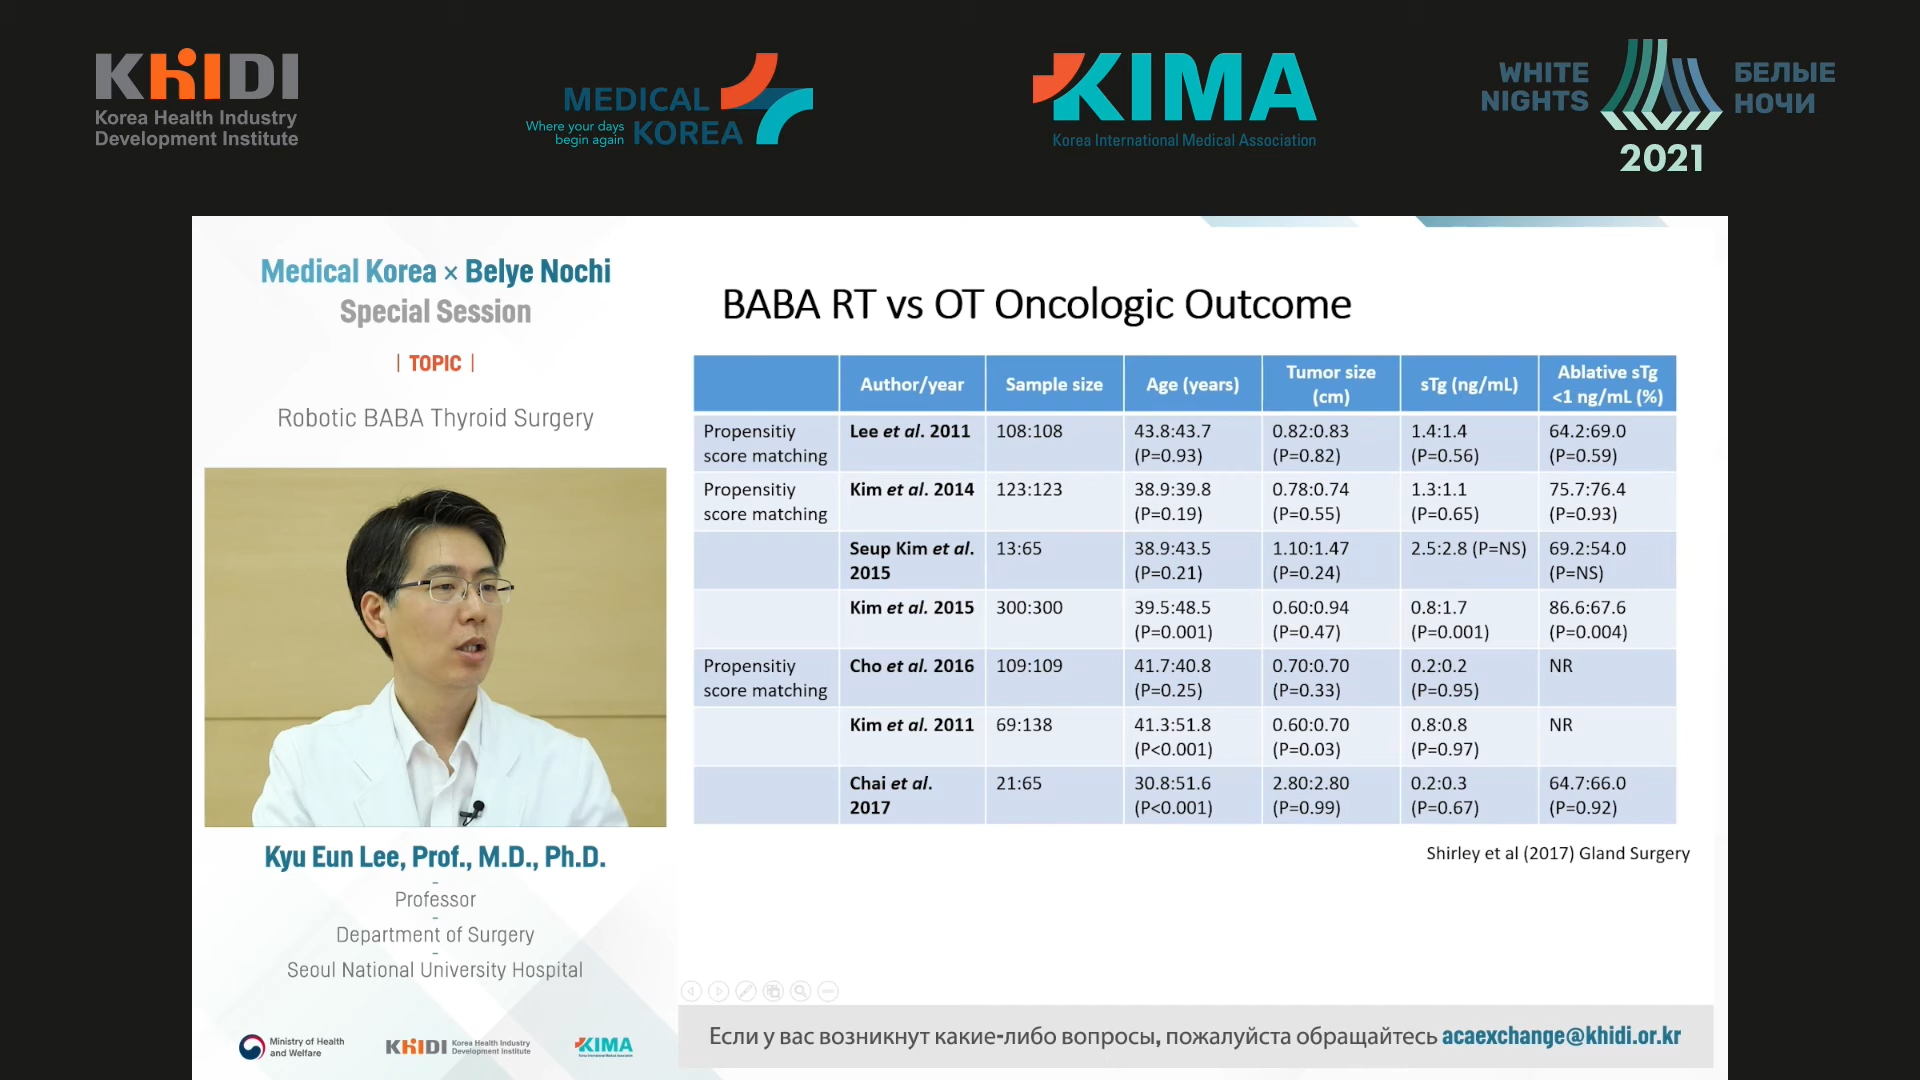 KHIDI
Korea Health Industry
Development Institute
MEDICAL
KOREA
Where your days
begin again
KIMA
Korea International Medical Association
WHITE
NIGHTS
БЕЛЫЕ
НОЧИ
2021
Medical Korea × Belye Nochi
Special Session
| TOPIC |
Robotic BABA Thyroid Surgery
Kyu Eun Lee, Prof., M.D., Ph.D.
-
Professor
-
Department of Surgery
-
Seoul National University Hospital
Ministry of Health
and Welfare
KHIDI
Korea Health Industry
Development Institute
KIMA
Korea International Medical Association
BABA RT vs OT Oncologic Outcome
Author/year Sample size Age (years) Tumor size (cm) sTg (ng/mL) Ablative sTg <1 ng/mL (%)
Propensitiy score matching Lee et al. 2011 108:108 43.8:43.7 (P=0.93) 0.82:0.83 (P=0.82) 1.4:1.4 (P=0.56) 64.2:69.0 (P=0.59)
Propensitiy score matching Kim et al. 2014 123:123 38.9:39.8 (P=0.19) 0.78:0.74 (P=0.55) 1.3:1.1 (P=0.65) 75.7:76.4 (P=0.93)
Seup Kim et al. 2015 13:65 38.9:43.5 (P=0.21) 1.10:1.47 (P=0.24) 2.5:2.8 (P=NS) 69.2:54.0 (P=NS)
Kim et al. 2015 300:300 39.5:48.5 (P=0.001) 0.60:0.94 (P=0.47) 0.8:1.7 (P=0.001) 86.6:67.6 (P=0.004)
Propensitiy score matching Cho et al. 2016 109:109 41.7:40.8 (P=0.25) 0.70:0.70 (P=0.33) 0.2:0.2 (P=0.95) NR
Kim et al. 2011 69:138 41.3:51.8 (P<0.001) 0.60:0.70 (P=0.03) 0.8:0.8 (P=0.97) NR
Chai et al. 2017 21:65 30.8:51.6 (P<0.001) 2.80:2.80 (P=0.99) 0.2:0.3 (P=0.67) 64.7:66.0 (P=0.92)
Shirley et al (2017) Gland Surgery
Если у вас возникнут какие-либо вопросы, пожалуйста обращайтесь acaexchange@khidi.or.kr